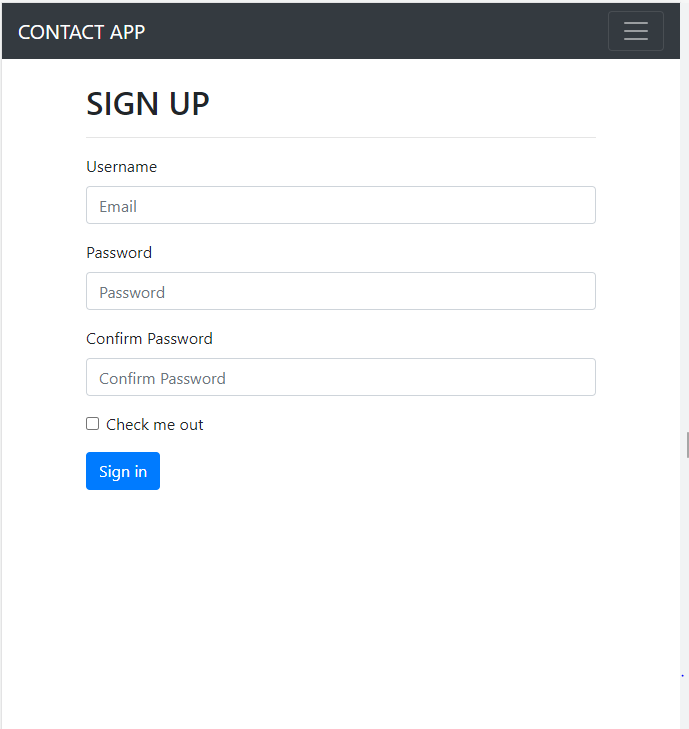 CONTACT APP
SIGN UP
Username
Email
Password
Password
Confirm Password
Confirm Password
Check me out
Sign in